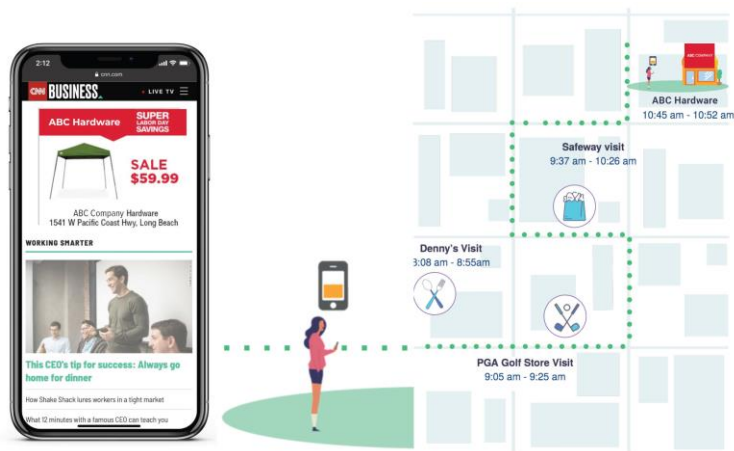 2:12
cnn.com
CNN BUSINESS
LIVE TV
ABC Hardware
SUPER
LABOR DAY
SAVINGS
SALE
$59.99
ABC Company Hardware
1541 W Pacific Coast Hwy, Long Beach
WORKING SMARTER
This CEO's tip for success: Always go
home for dinner
How Shake Shack lures workers in a tight market
What 12 minutes with a famous CEO can teach you
ABC COMPANY
ABC Hardware
10:45 am - 10:52 am
Safeway visit
9:37 am - 10:26 am
Denny's Visit
:08 am - 8:55am
PGA Golf Store Visit
9:05 am - 9:25 am